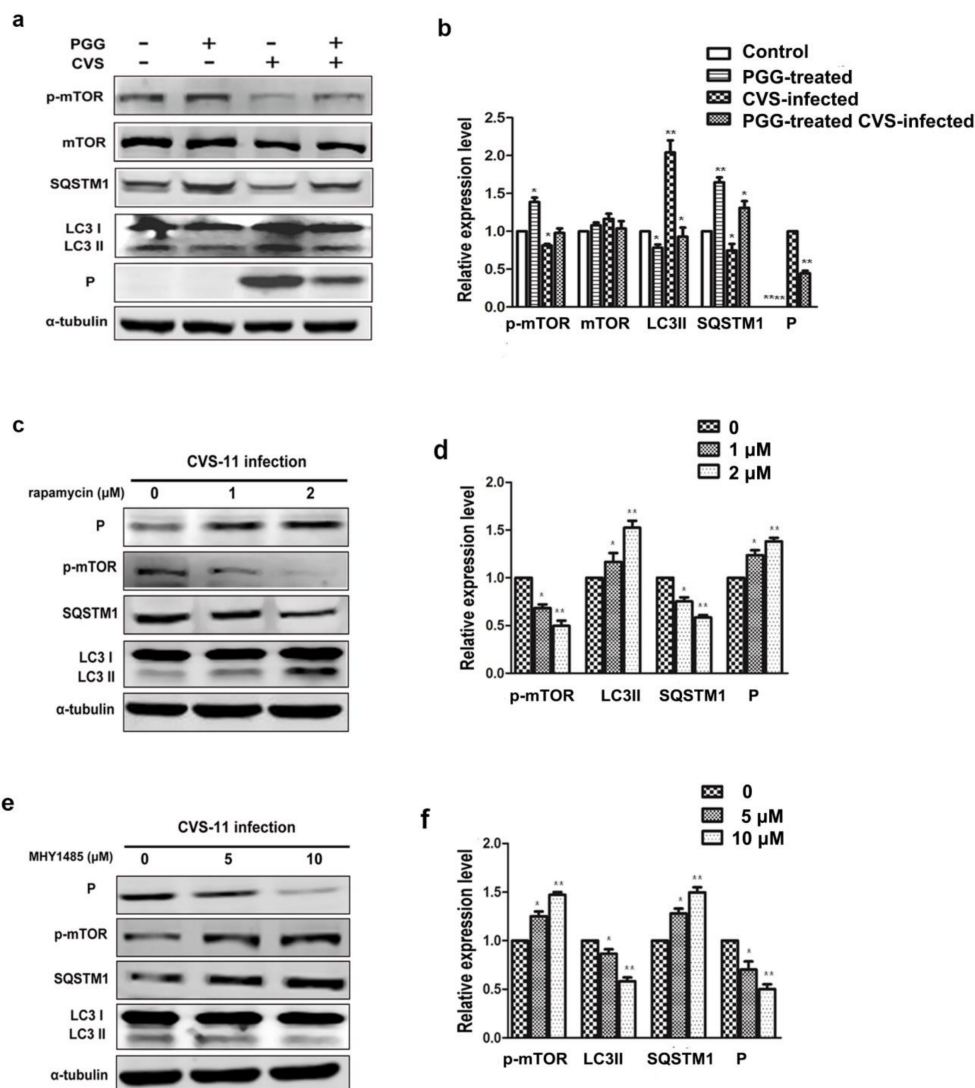 a
PGG - + - +
CVS - - + +
p-mTOR
mTOR
SQSTM1
LC3 I
LC3 II
P
α-tubulin
b
Control
PGG-treated
CVS-infected
PGG-treated CVS-infected
Relative expression level
2.5
2.0
1.5
1.0
0.5
0.0
* * ** * * ** * * **** **
p-mTOR mTOR LC3II SQSTM1 P
c
CVS-11 infection
rapamycin (µM) 0 1 2
P
p-mTOR
SQSTM1
LC3 I
LC3 II
α-tubulin
d
0
1 µM
2 µM
Relative expression level
2.0
1.5
1.0
0.5
0.0
* ** * ** * ** * **
p-mTOR LC3II SQSTM1 P
e
CVS-11 infection
MHY1485 (µM) 0 5 10
P
p-mTOR
SQSTM1
LC3 I
LC3 II
α-tubulin
f
0
5 µM
10 µM
Relative expression level
2.0
1.5
1.0
0.5
0.0
* ** * ** * ** * **
p-mTOR LC3II SQSTM1 P